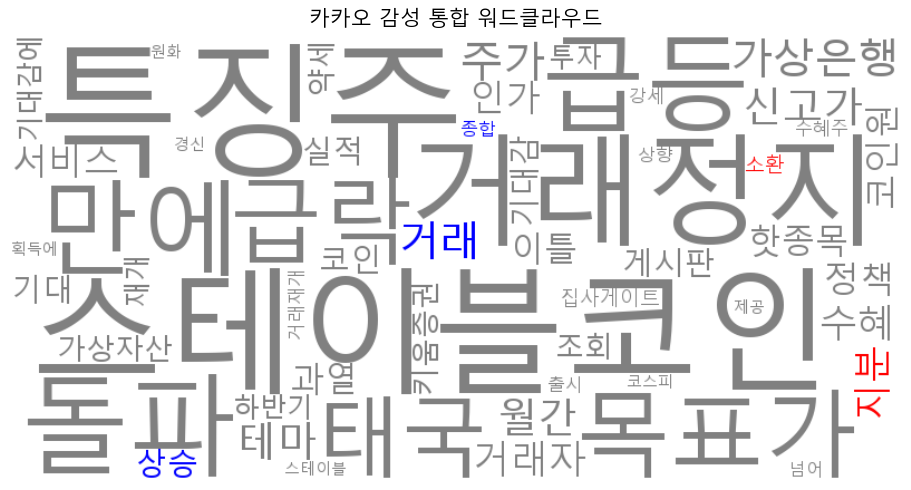 카카오 감성 통합 워드클라우드
기대감에
특징주
원화
약세
주가
투자
급등
가상은행
인가
강세
신고가
서비스
경신
실적
종합
수혜주
거래정지
기대감
상향
소환
코인원
만에
급락
거래
이틀
핫종목
획득에
코인
게시판
기대
재개
거래재개
스테이블코인
키움증권
집사게이트
제공
정책
수혜
가상자산
조회
과열
출시
코스피
지분
돌파
하반기
태국
월간
목표가
테마
거래자
상승
스테이블
넘어